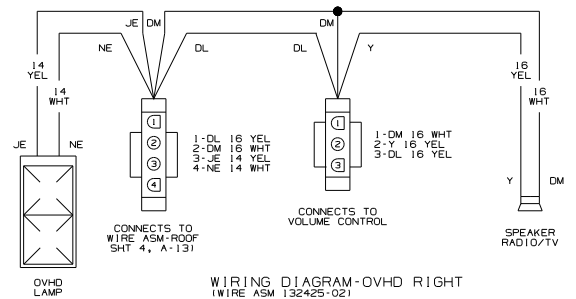 JE DM DM
NE DL DL Y
14
YEL
14
WHT
16
YEL
16
WHT
JE NE
1
2
3
4
1-DL 16 YEL
2-DM 16 WHT
3-JE 14 YEL
4-NE 14 WHT
CONNECTS TO
WIRE ASM-ROOF
SHT 4, A-13)
1
2
3
1-DM 16 WHT
2-Y 16 YEL
3-DL 16 YEL
CONNECTS TO
VOLUME CONTROL
Y DM
SPEAKER
RADIO/TV
OVHD
LAMP
WIRING DIAGRAM-OVHD RIGHT
(WIRE ASM 132425-02)